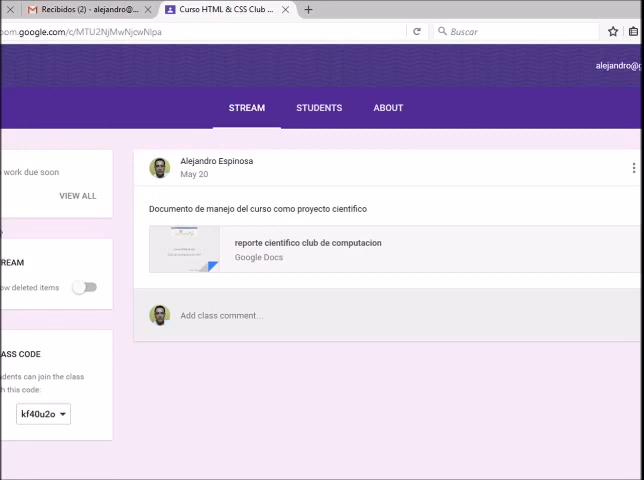 Recibidos (2) - alejandro@...
Curso HTML & CSS Club ...
oom.google.com/c/MTU2NjMwNjcwNlpa
Buscar
alejandro@g
STREAM
STUDENTS
ABOUT
work due soon
VIEW ALL
REAM
ow deleted items
ASS CODE
dents can join the class
h this code:
kf40u2o
Alejandro Espinosa
May 20
Documento de manejo del curso como proyecto cientifico
reporte cientifico club de computacion
Google Docs
Add class comment...